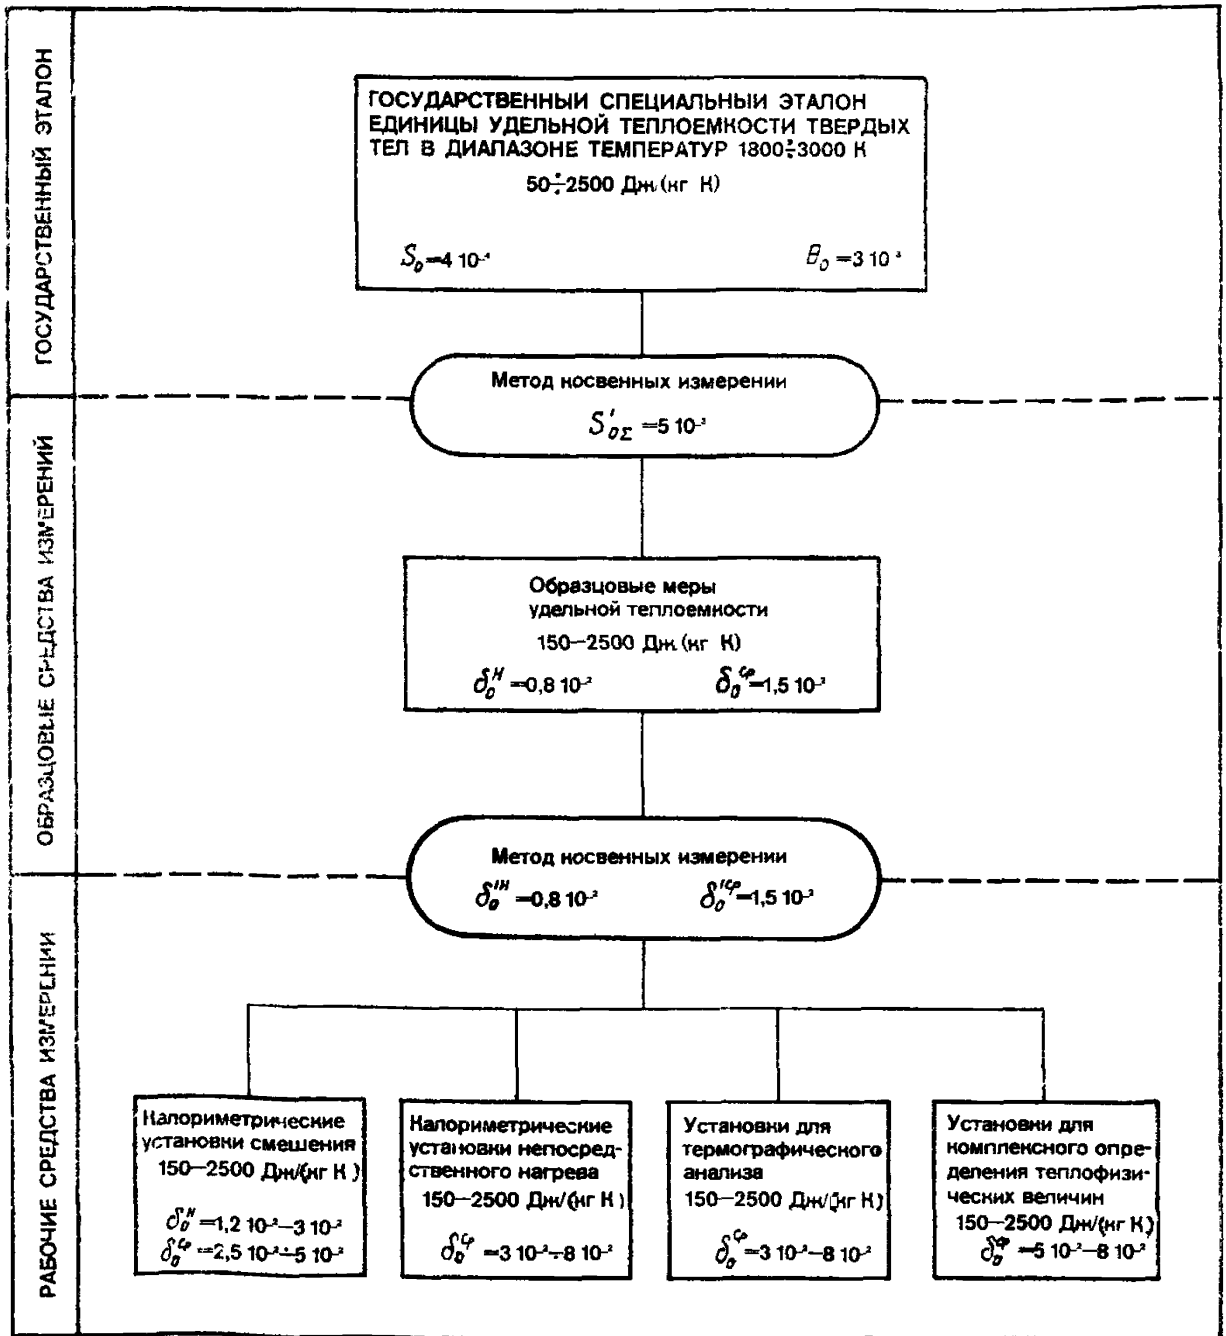 ГОСУДАРСТВЕННЫЙ ЭТАЛОН
ГОСУДАРСТВЕННЫЙ СПЕЦИАЛЬНЫЙ ЭТАЛОН
ЕДИНИЦЫ УДЕЛЬНОЙ ТЕПЛОЕМКОСТИ ТВЕРДЫХ
ТЕЛ В ДИАПАЗОНЕ ТЕМПЕРАТУР 1800÷3000 К
50÷2500 Дж (кг К)
S₀=4 10⁻⁴ Θ₀=3 10⁻³
Метод косвенных измерении
S'₀Σ=5 10⁻³
ОБРАЗЦОВЫЕ СРЕДСТВА ИЗМЕРЕНИЙ
Образцовые меры
удельной теплоемкости
150—2500 Дж (кг К)
δ₀ᴴ=0,8 10⁻² δ₀ᶜᵖ=1,5 10⁻²
Метод косвенных измерении
δ₀'ᴴ=0,8 10⁻² δ₀'ᶜᵖ=1,5 10⁻²
РАБОЧИЕ СРЕДСТВА ИЗМЕРЕНИИ
Калориметрические
установки смешения
150—2500 Дж/(кг К)
δ₀ᴴ=1,2 10⁻²—3 10⁻²
δ₀ᶜᵖ=2,5 10⁻²÷5 10⁻²
Калориметрические
установки непосред-
ственного нагрева
150—2500 Дж/(кг К)
δ₀ᶜᵖ=3 10⁻²—8 10⁻²
Установки для
термографического
анализа
150—2500 Дж/(кг К)
δ₀ᶜᵖ=3 10⁻²—8 10⁻²
Установки для
комплексного опре-
деления теплофизи-
ческих величин
150—2500 Дж/(кг К)
δ₀ᶜᵖ=5 10⁻²—8 10⁻²